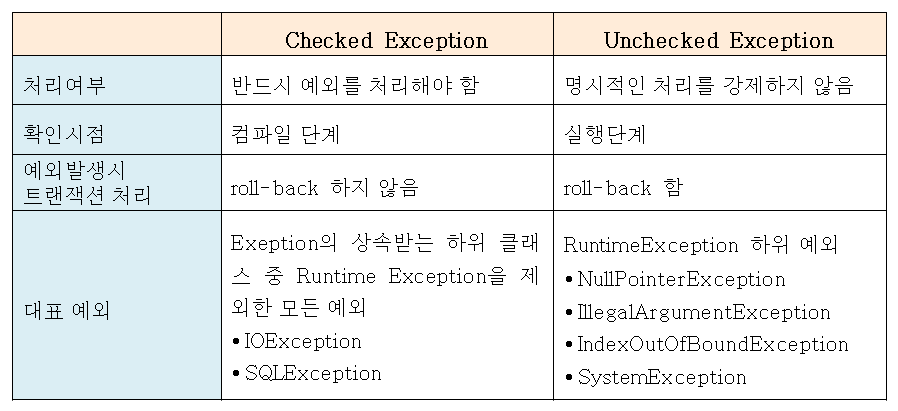 Checked Exception
Unchecked Exception
처리여부
반드시 예외를 처리해야 함
명시적인 처리를 강제하지 않음
확인시점
컴파일 단계
실행단계
예외발생시
트랜잭션 처리
roll-back 하지 않음
roll-back 함
대표 예외
Exeption의 상속받는 하위 클래
스 중 Runtime Exception을 제
외한 모든 예외
•IOException
•SQLException
RuntimeException 하위 예외
•NullPointerException
•IllegalArgumentException
•IndexOutOfBoundException
•SystemException